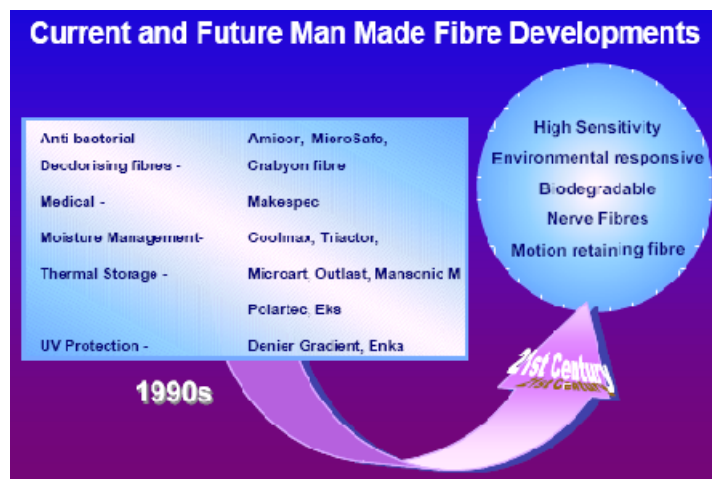 Current and Future Man Made Fibre Developments
Anti bacterial Amicor, MicroSafe,
Deodorising fibres - Crabyon fibre
Medical - Makespec
Moisture Management- Coolmax, Triactor,
Thermal Storage - Microart, Outlast, Mansonic M
Polartec, Eks
UV Protection - Denier Gradient, Enka
1990s
High Sensitivity
Environmental responsive
Biodegradable
Nerve Fibres
Motion retaining fibre
21st Century